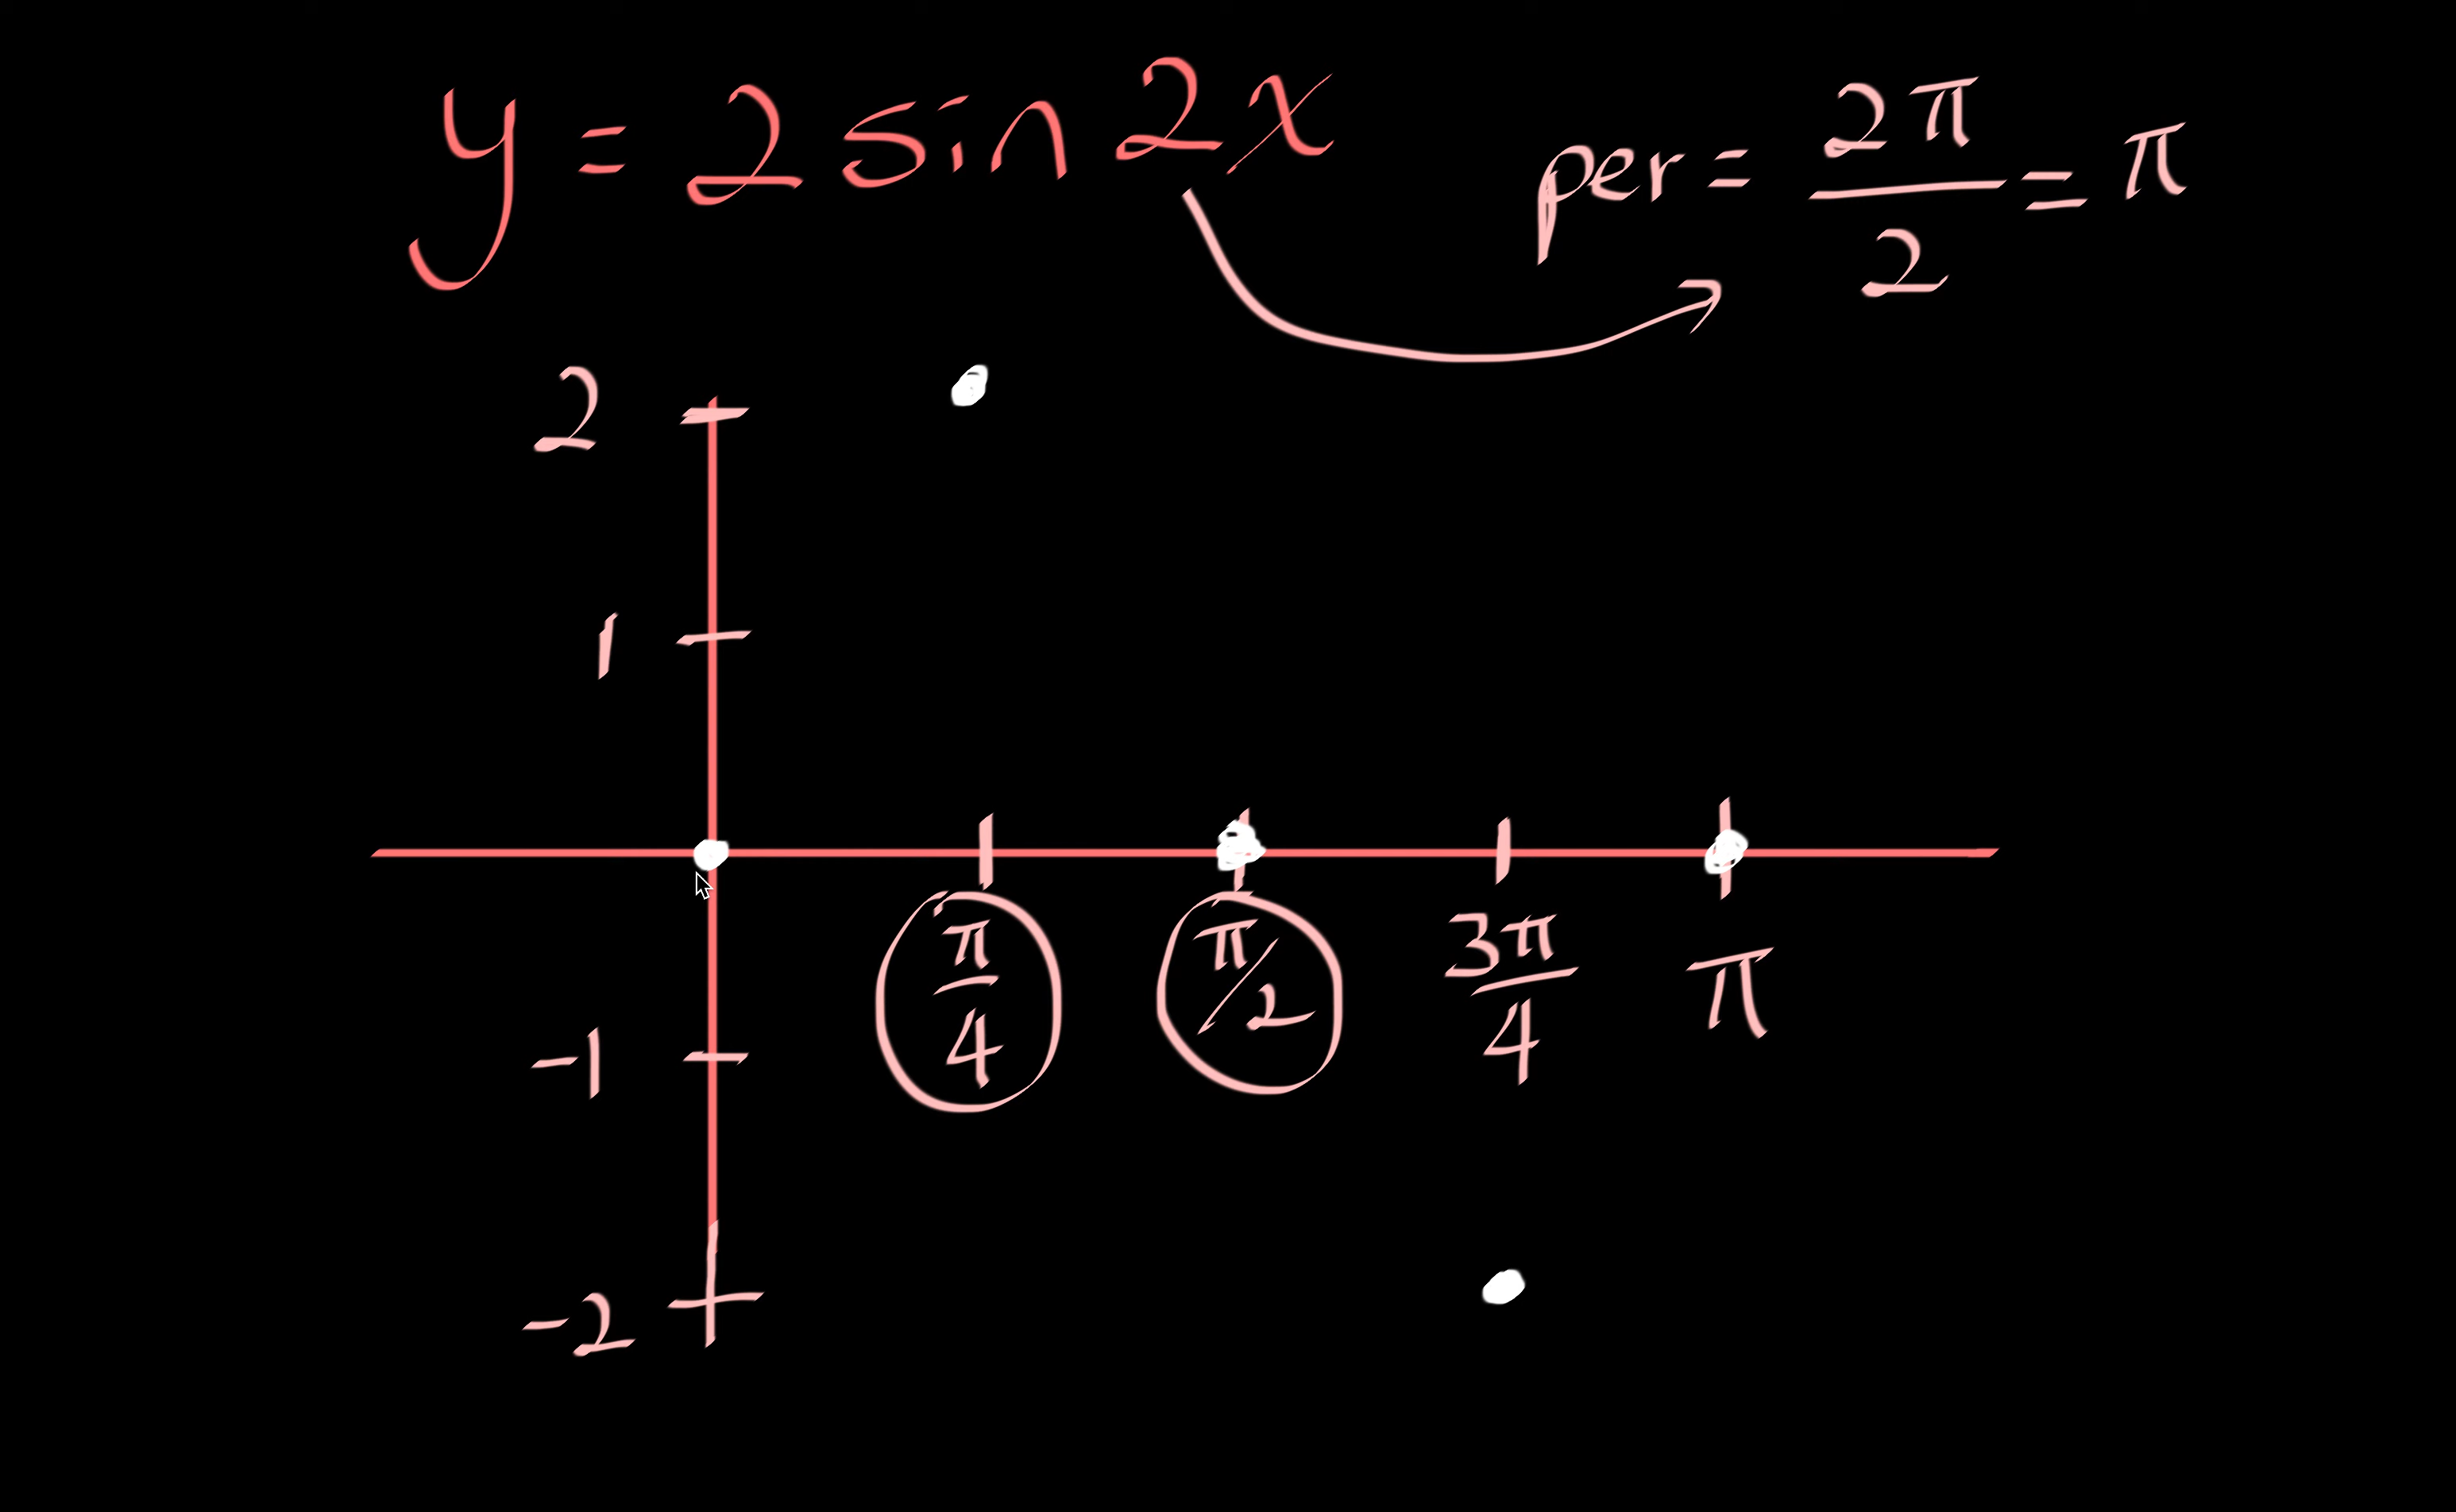 y = 2 sin 2x
per = 2π/2 = π
2
1
π/4 π/2 3π/4 π
-1
-2